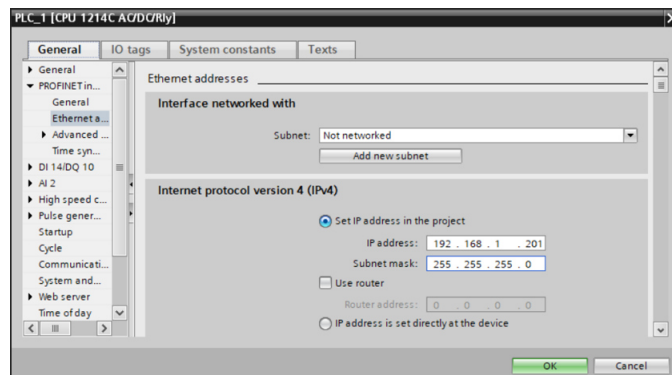 PLC_1 [CPU 1214C AC/DC/Rly]
General IO tags System constants Texts
General
PROFINET in...
General
Ethernet a...
Advanced ...
Time syn...
DI 14/DQ 10
AI 2
High speed c...
Pulse gener...
Startup
Cycle
Communicati...
System and...
Web server
Time of day
Ethernet addresses
Interface networked with
Subnet: Not networked
Add new subnet
Internet protocol version 4 (IPv4)
Set IP address in the project
IP address: 192 . 168 . 1 . 201
Subnet mask: 255 . 255 . 255 . 0
Use router
Router address: 0 . 0 . 0 . 0
IP address is set directly at the device
OK Cancel